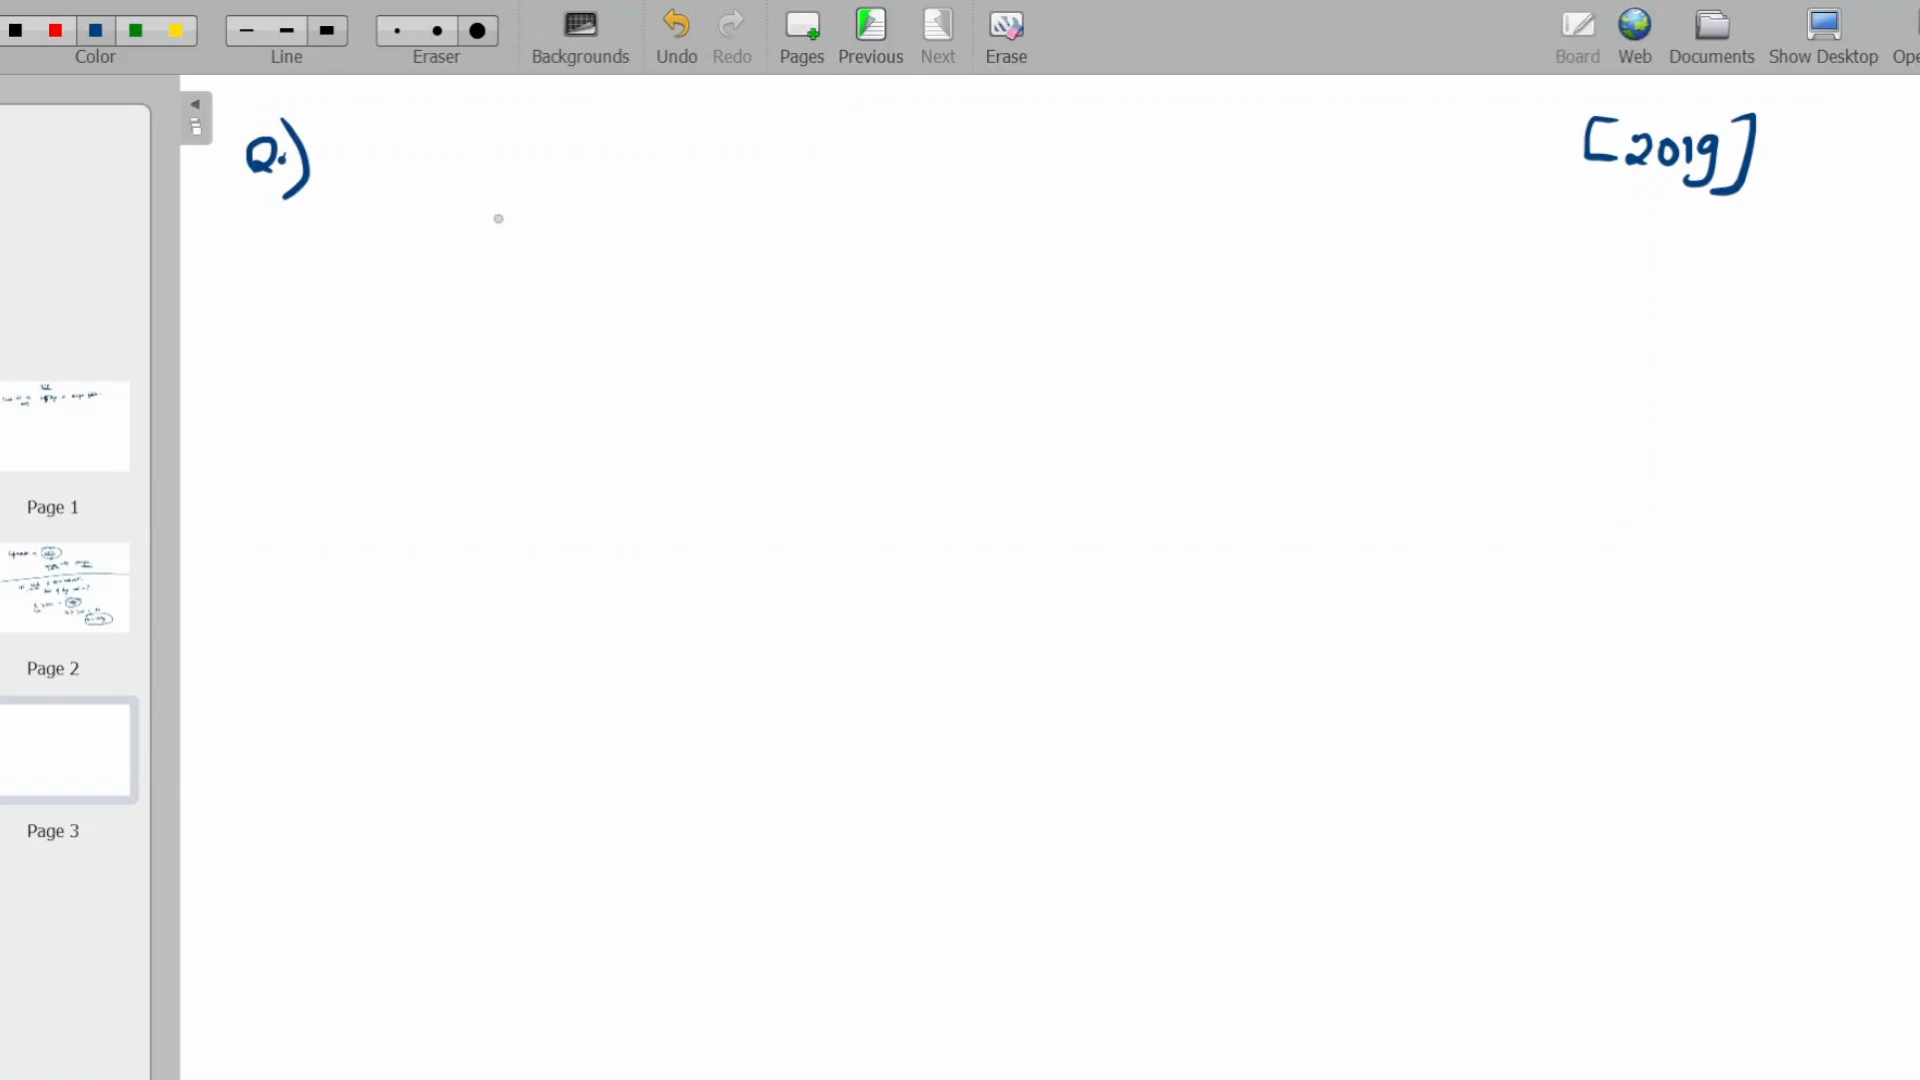 Color Line Eraser Backgrounds Undo Redo Pages Previous Next Erase Board Web Documents Show Desktop Ope
Q.) [2019]
Page 1
Page 2
Page 3